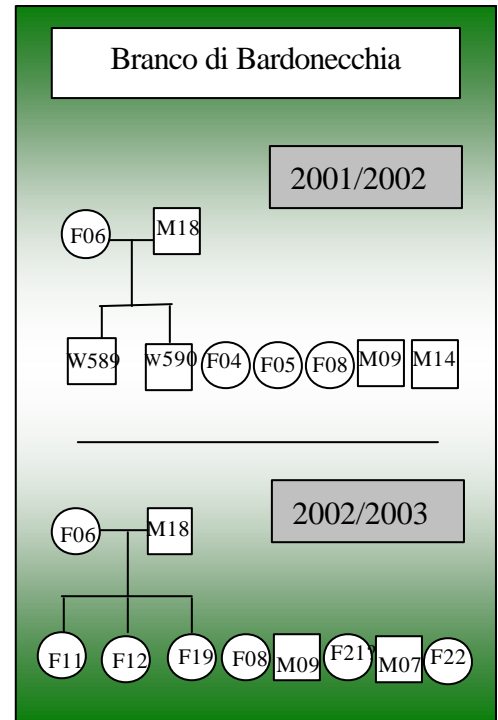 Branco di Bardonecchia
2001/2002
F06 M18
W589 W590 F04 F05 F08 M09 M14
2002/2003
F06 M18
F11 F12 F19 F08 M09 F21? M07 F22